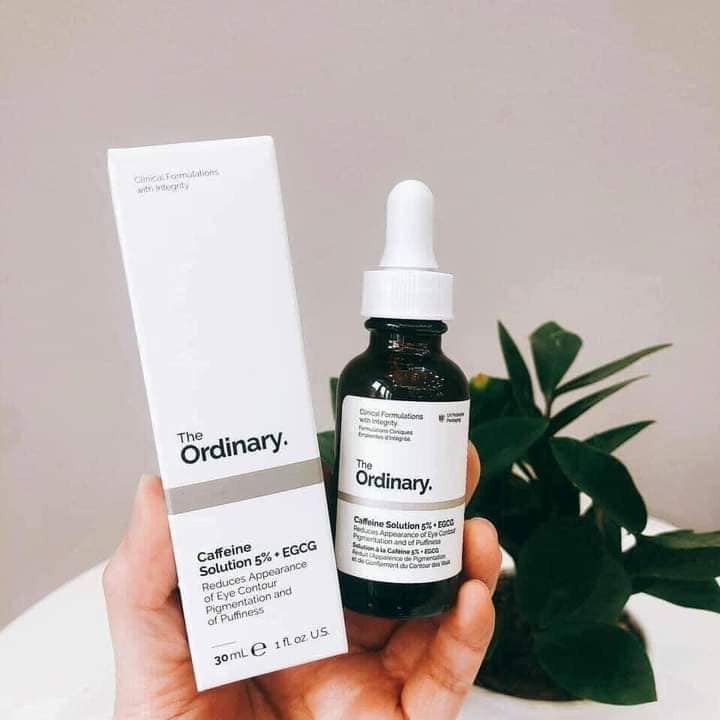 Clinical Formulations
with Integrity
The
Ordinary.
Caffeine
Solution 5% + EGCG
Reduces Appearance
of Eye Contour
Pigmentation and
of Puffiness
30mL e 1 fl. oz. U.S.
Clinical Formulations
with Integrity.
Formulations Cliniques
Empreintes d'Intégrité.
UV Protective
Packaging
The
Ordinary.
Caffeine Solution 5% + EGCG
Reduces Appearance of Eye Contour
Pigmentation and of Puffiness
Solution à la Caféine 5% + EGCG
Réduit l'Apparence de Pigmentation
et de Gonflement du Contour des Yeux